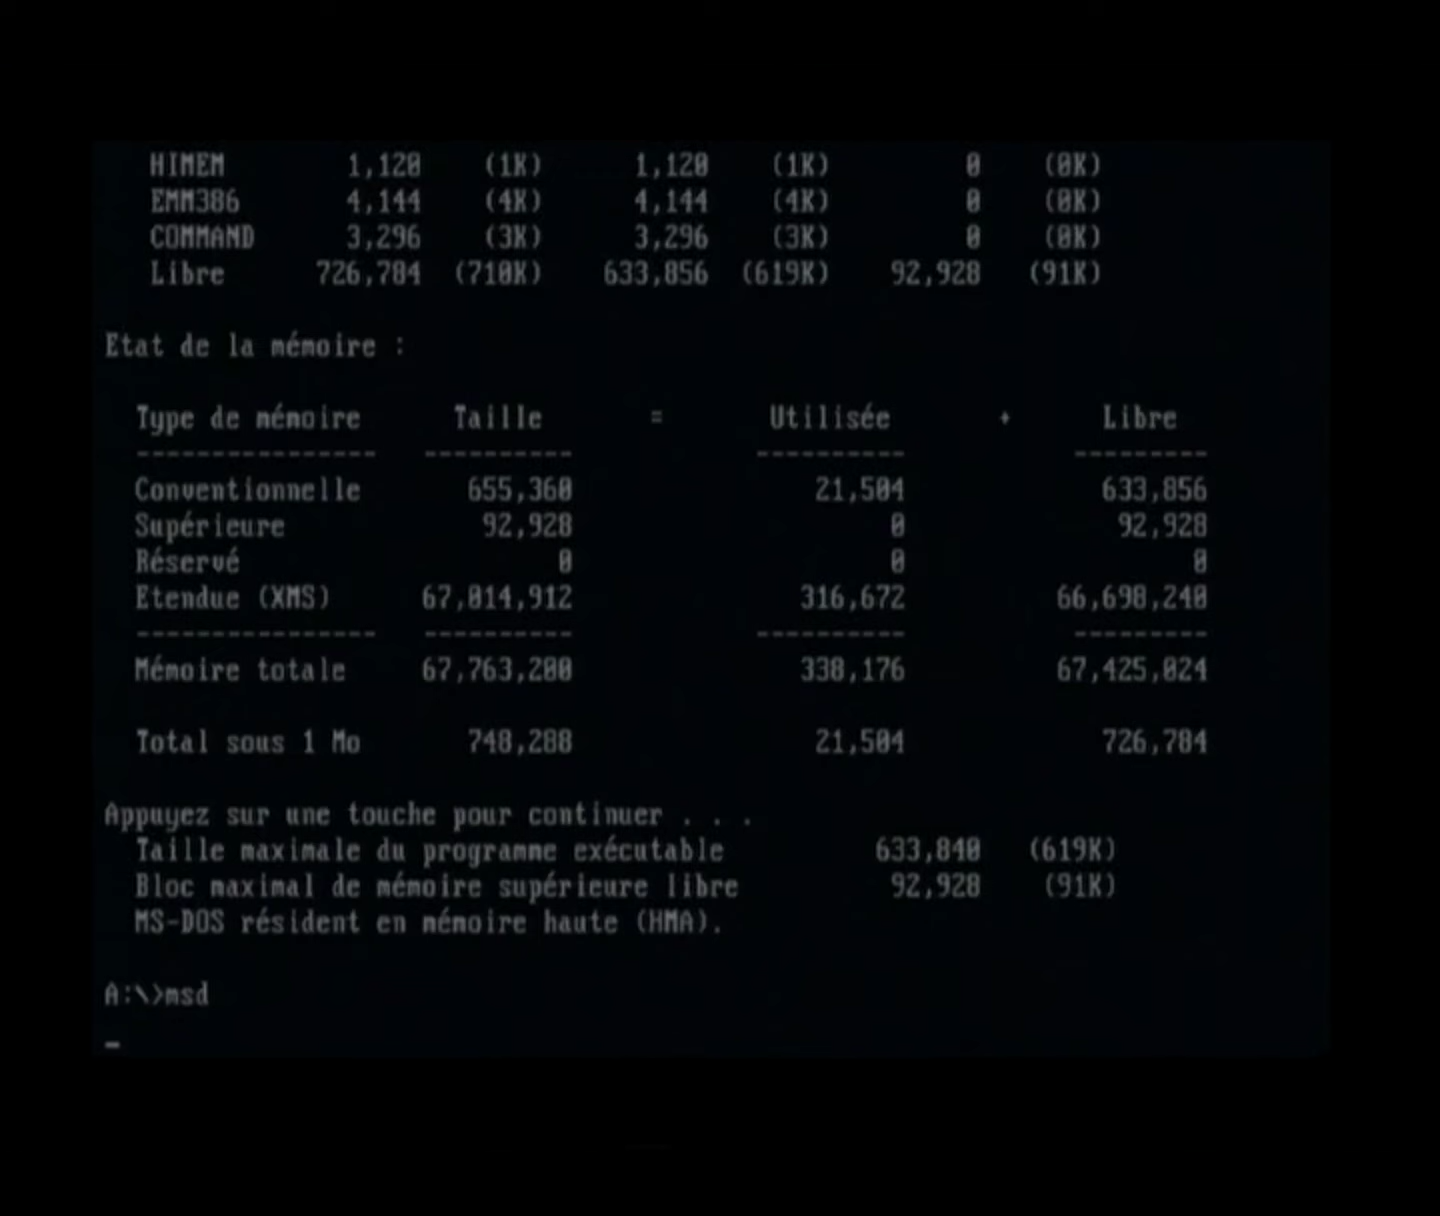 HIMEM 1,120 (1K) 1,120 (1K) 0 (0K)
EMM386 4,144 (4K) 4,144 (4K) 0 (0K)
COMMAND 3,296 (3K) 3,296 (3K) 0 (0K)
Libre 726,784 (710K) 633,856 (619K) 92,928 (91K)
Etat de la mémoire :
Type de mémoire Taille = Utilisée + Libre
---------------- ---------- ---------- ---------
Conventionnelle 655,360 21,504 633,856
Supérieure 92,928 0 92,928
Réservé 0 0 0
Etendue (XMS) 67,014,912 316,672 66,698,240
---------------- ---------- ---------- ---------
Mémoire totale 67,763,200 338,176 67,425,024
Total sous 1 Mo 748,288 21,504 726,784
Appuyez sur une touche pour continuer . . .
Taille maximale du programme exécutable 633,840 (619K)
Bloc maximal de mémoire supérieure libre 92,928 (91K)
MS-DOS résident en mémoire haute (HMA).
A:\>msd
_